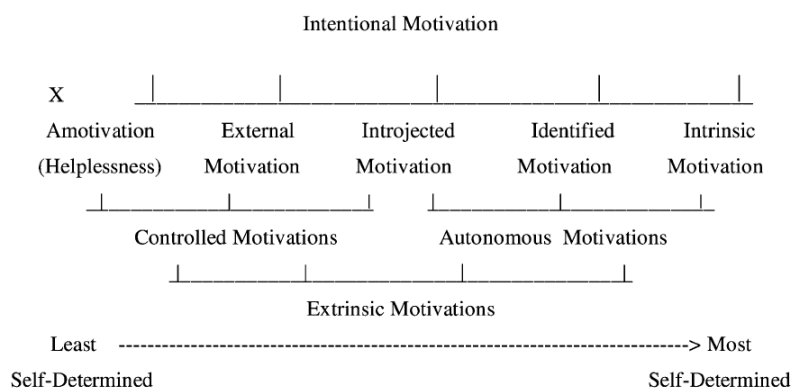 Intentional Motivation
X
Amotivation External Introjected Identified Intrinsic
(Helplessness) Motivation Motivation Motivation Motivation
Controlled Motivations Autonomous Motivations
Extrinsic Motivations
Least ------------------------------------------------------------------------------> Most
Self-Determined Self-Determined